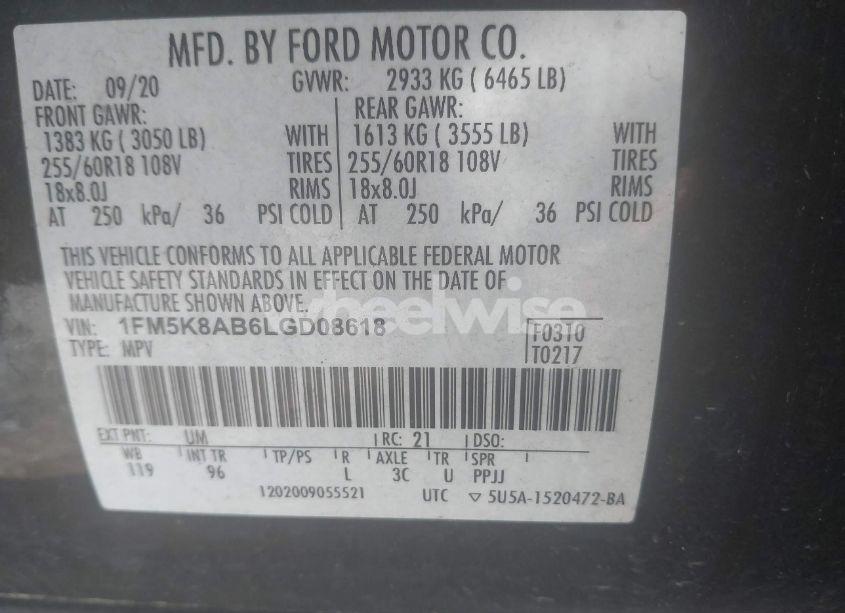 MFD. BY FORD MOTOR CO.
DATE: 09/20 GVWR: 2933 KG ( 6465 LB)
FRONT GAWR: REAR GAWR:
1383 KG ( 3050 LB) WITH 1613 KG ( 3555 LB) WITH
255/60R18 108V TIRES 255/60R18 108V TIRES
18x8.0J RIMS 18x8.0J RIMS
AT 250 kPa/ 36 PSI COLD AT 250 kPa/ 36 PSI COLD
THIS VEHICLE CONFORMS TO ALL APPLICABLE FEDERAL MOTOR
VEHICLE SAFETY STANDARDS IN EFFECT ON THE DATE OF
MANUFACTURE SHOWN ABOVE.
wheelwise
VIN: 1FM5K8AB6LGD08618 F0310
TYPE: MPV T0217
EXT PNT: UM RC: 21 DSO:
WB INT TR TP/PS R AXLE TR SPR
119 96 L 3C U PPJJ
1202009055521 UTC ▽ 5U5A-1520472-BA